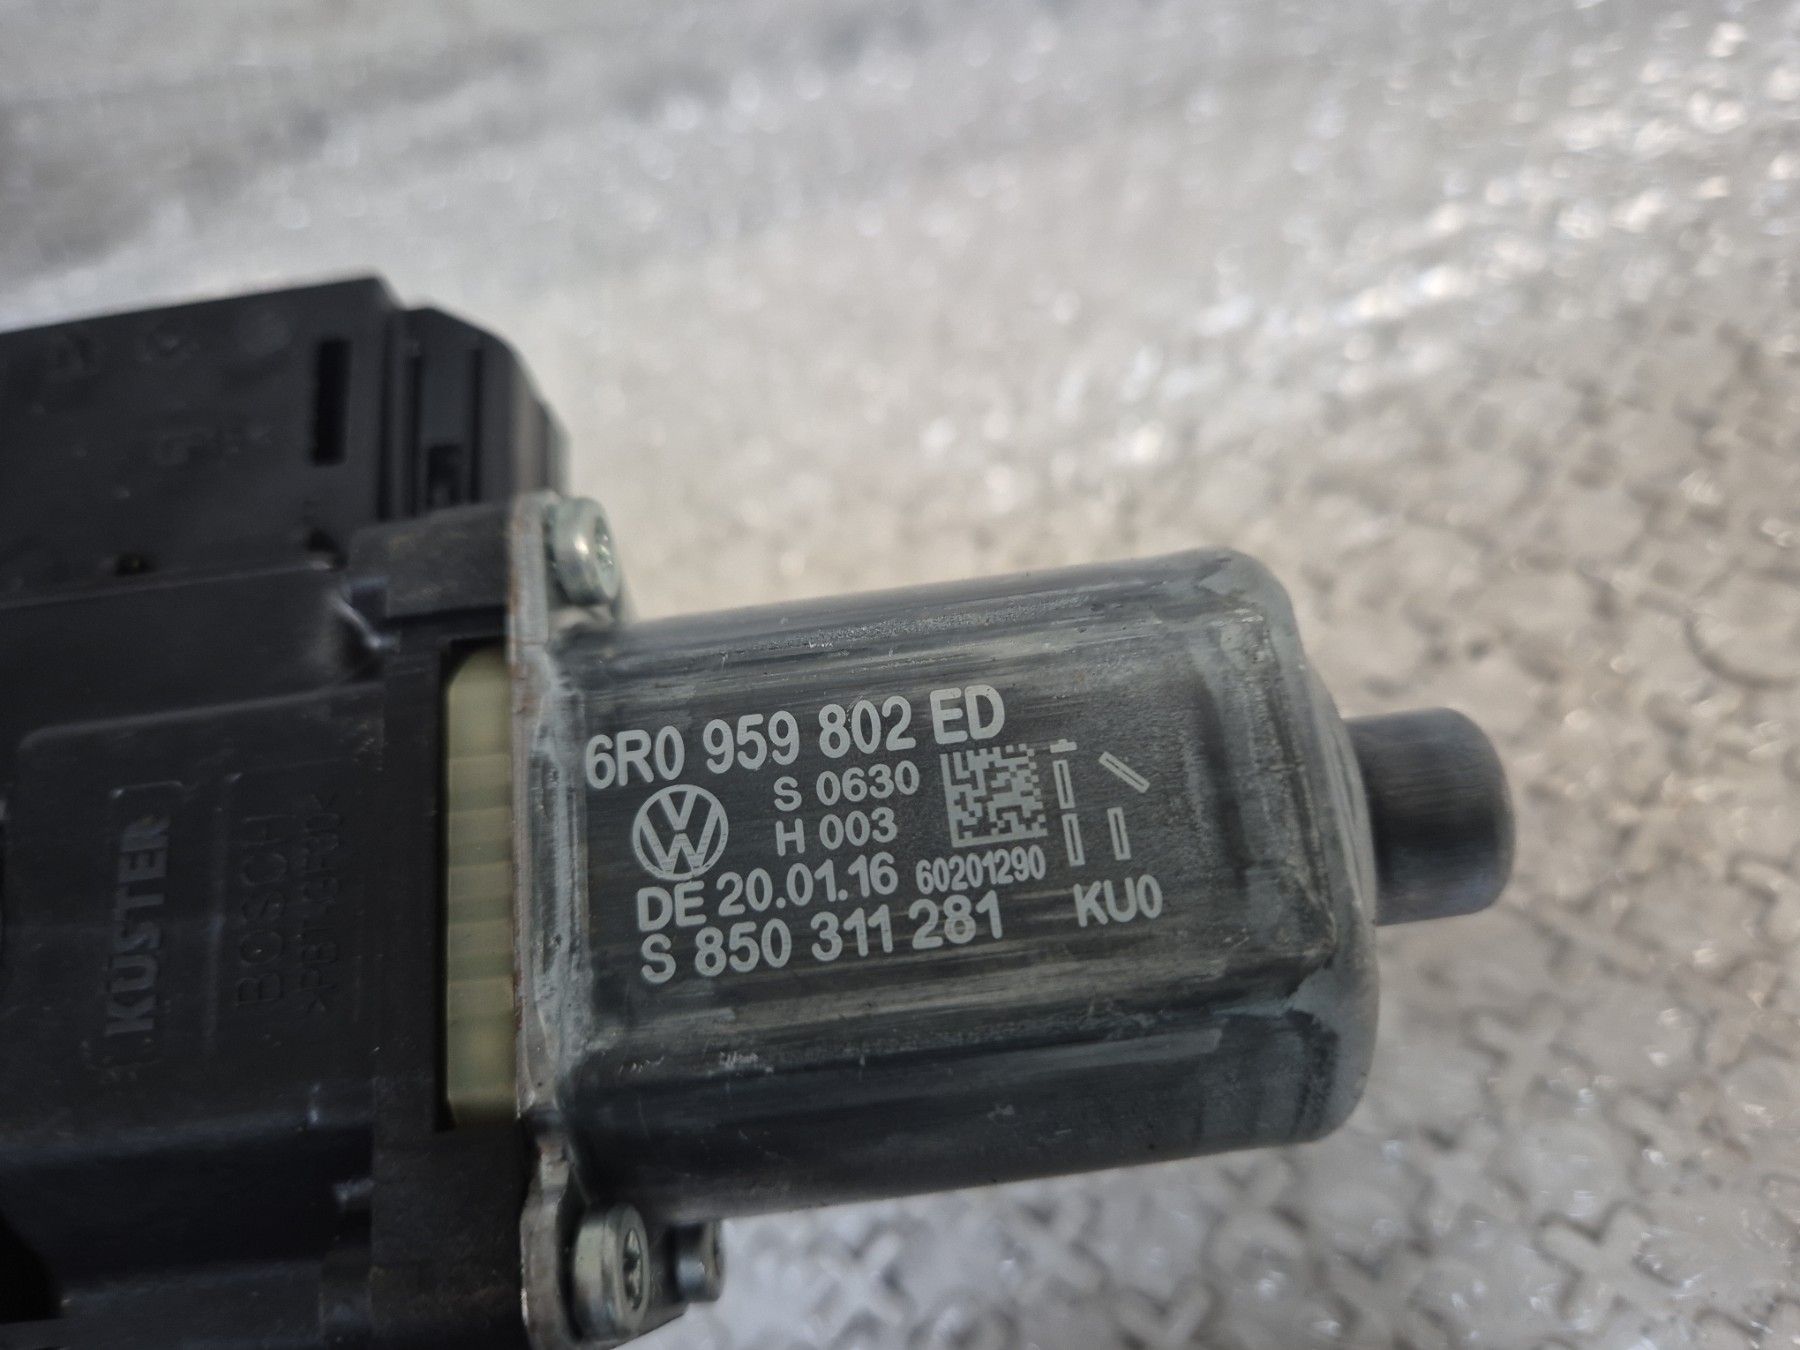 6R0 959 802 ED
S 0630
H 003
DE 20.01.16 60201290
S 850 311 281 KU0
KÜSTER
BOSCH